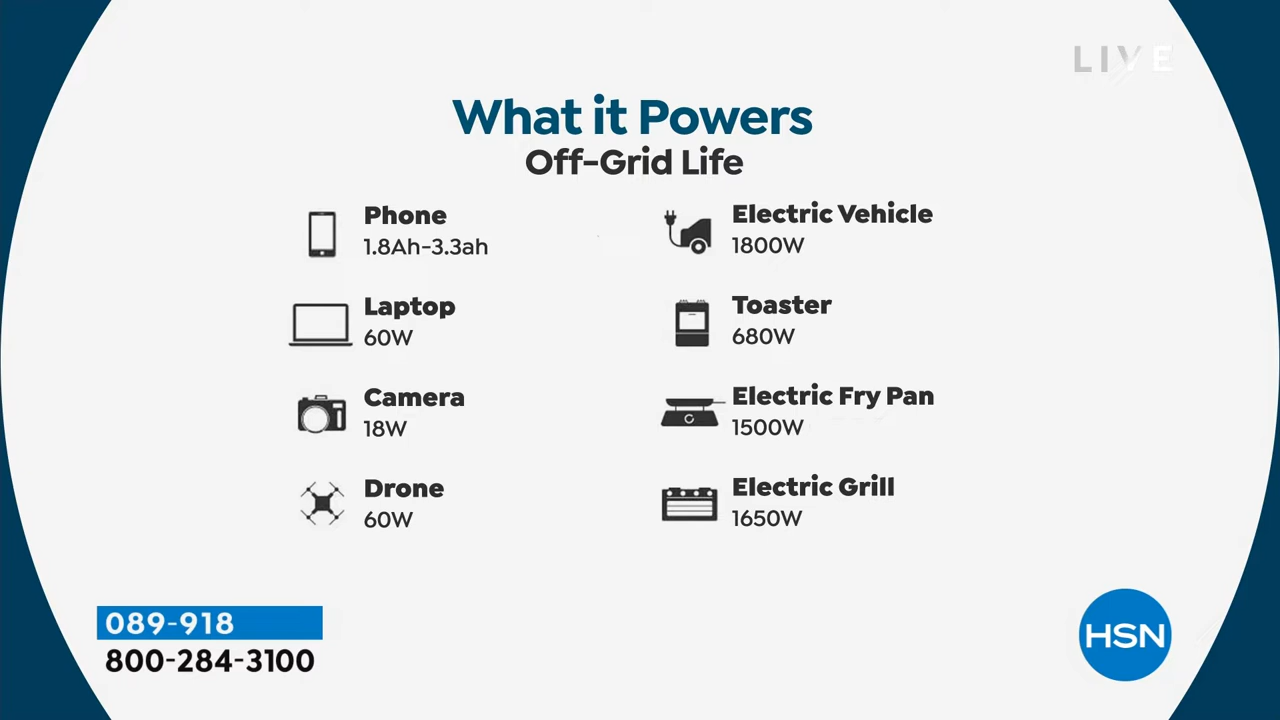 LIVE
What it Powers
Off-Grid Life
Phone
1.8Ah-3.3ah
Laptop
60W
Camera
18W
Drone
60W
Electric Vehicle
1800W
Toaster
680W
Electric Fry Pan
1500W
Electric Grill
1650W
089-918
800-284-3100
HSN